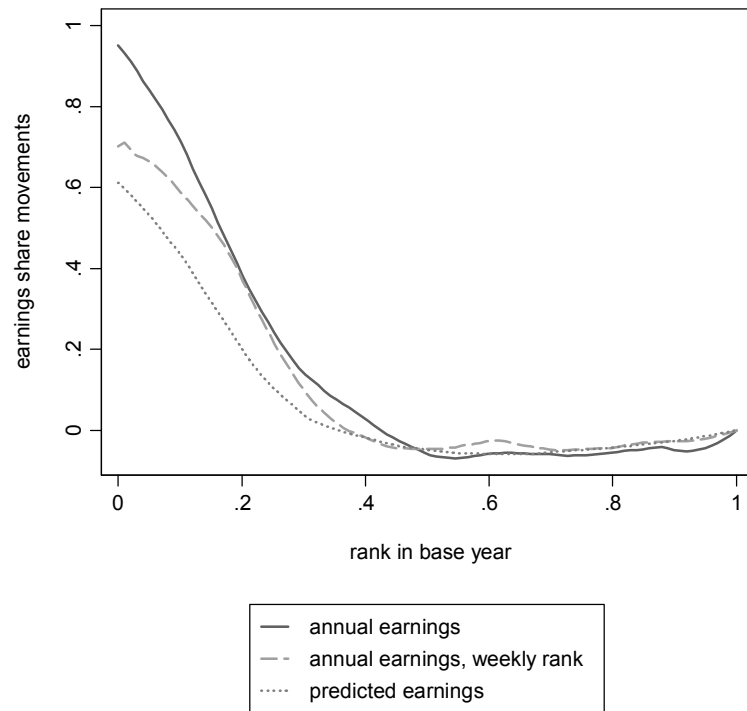 1
.8
.6
.4
.2
0
earnings share movements
0 .2 .4 .6 .8 1
rank in base year
annual earnings
annual earnings, weekly rank
predicted earnings